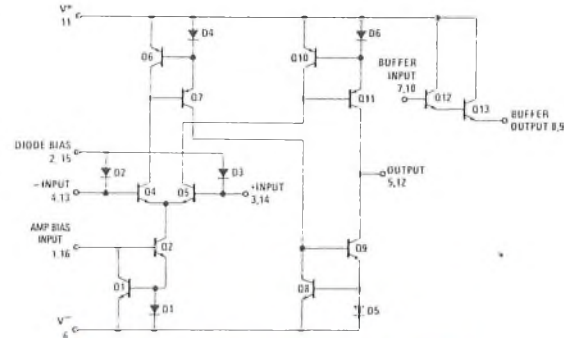 V+
11
D4
D6
Q6
Q10
BUFFER
INPUT
7,10
Q12
Q7
Q11
Q13
BUFFER
OUTPUT 8,9
DIODE BIAS
2, 15
D2
D3
OUTPUT
5,12
−INPUT
4,13
Q4
Q5
+INPUT
3,14
AMP BIAS
INPUT
1,16
Q2
Q9
Q1
Q8
D1
D5
V−
6